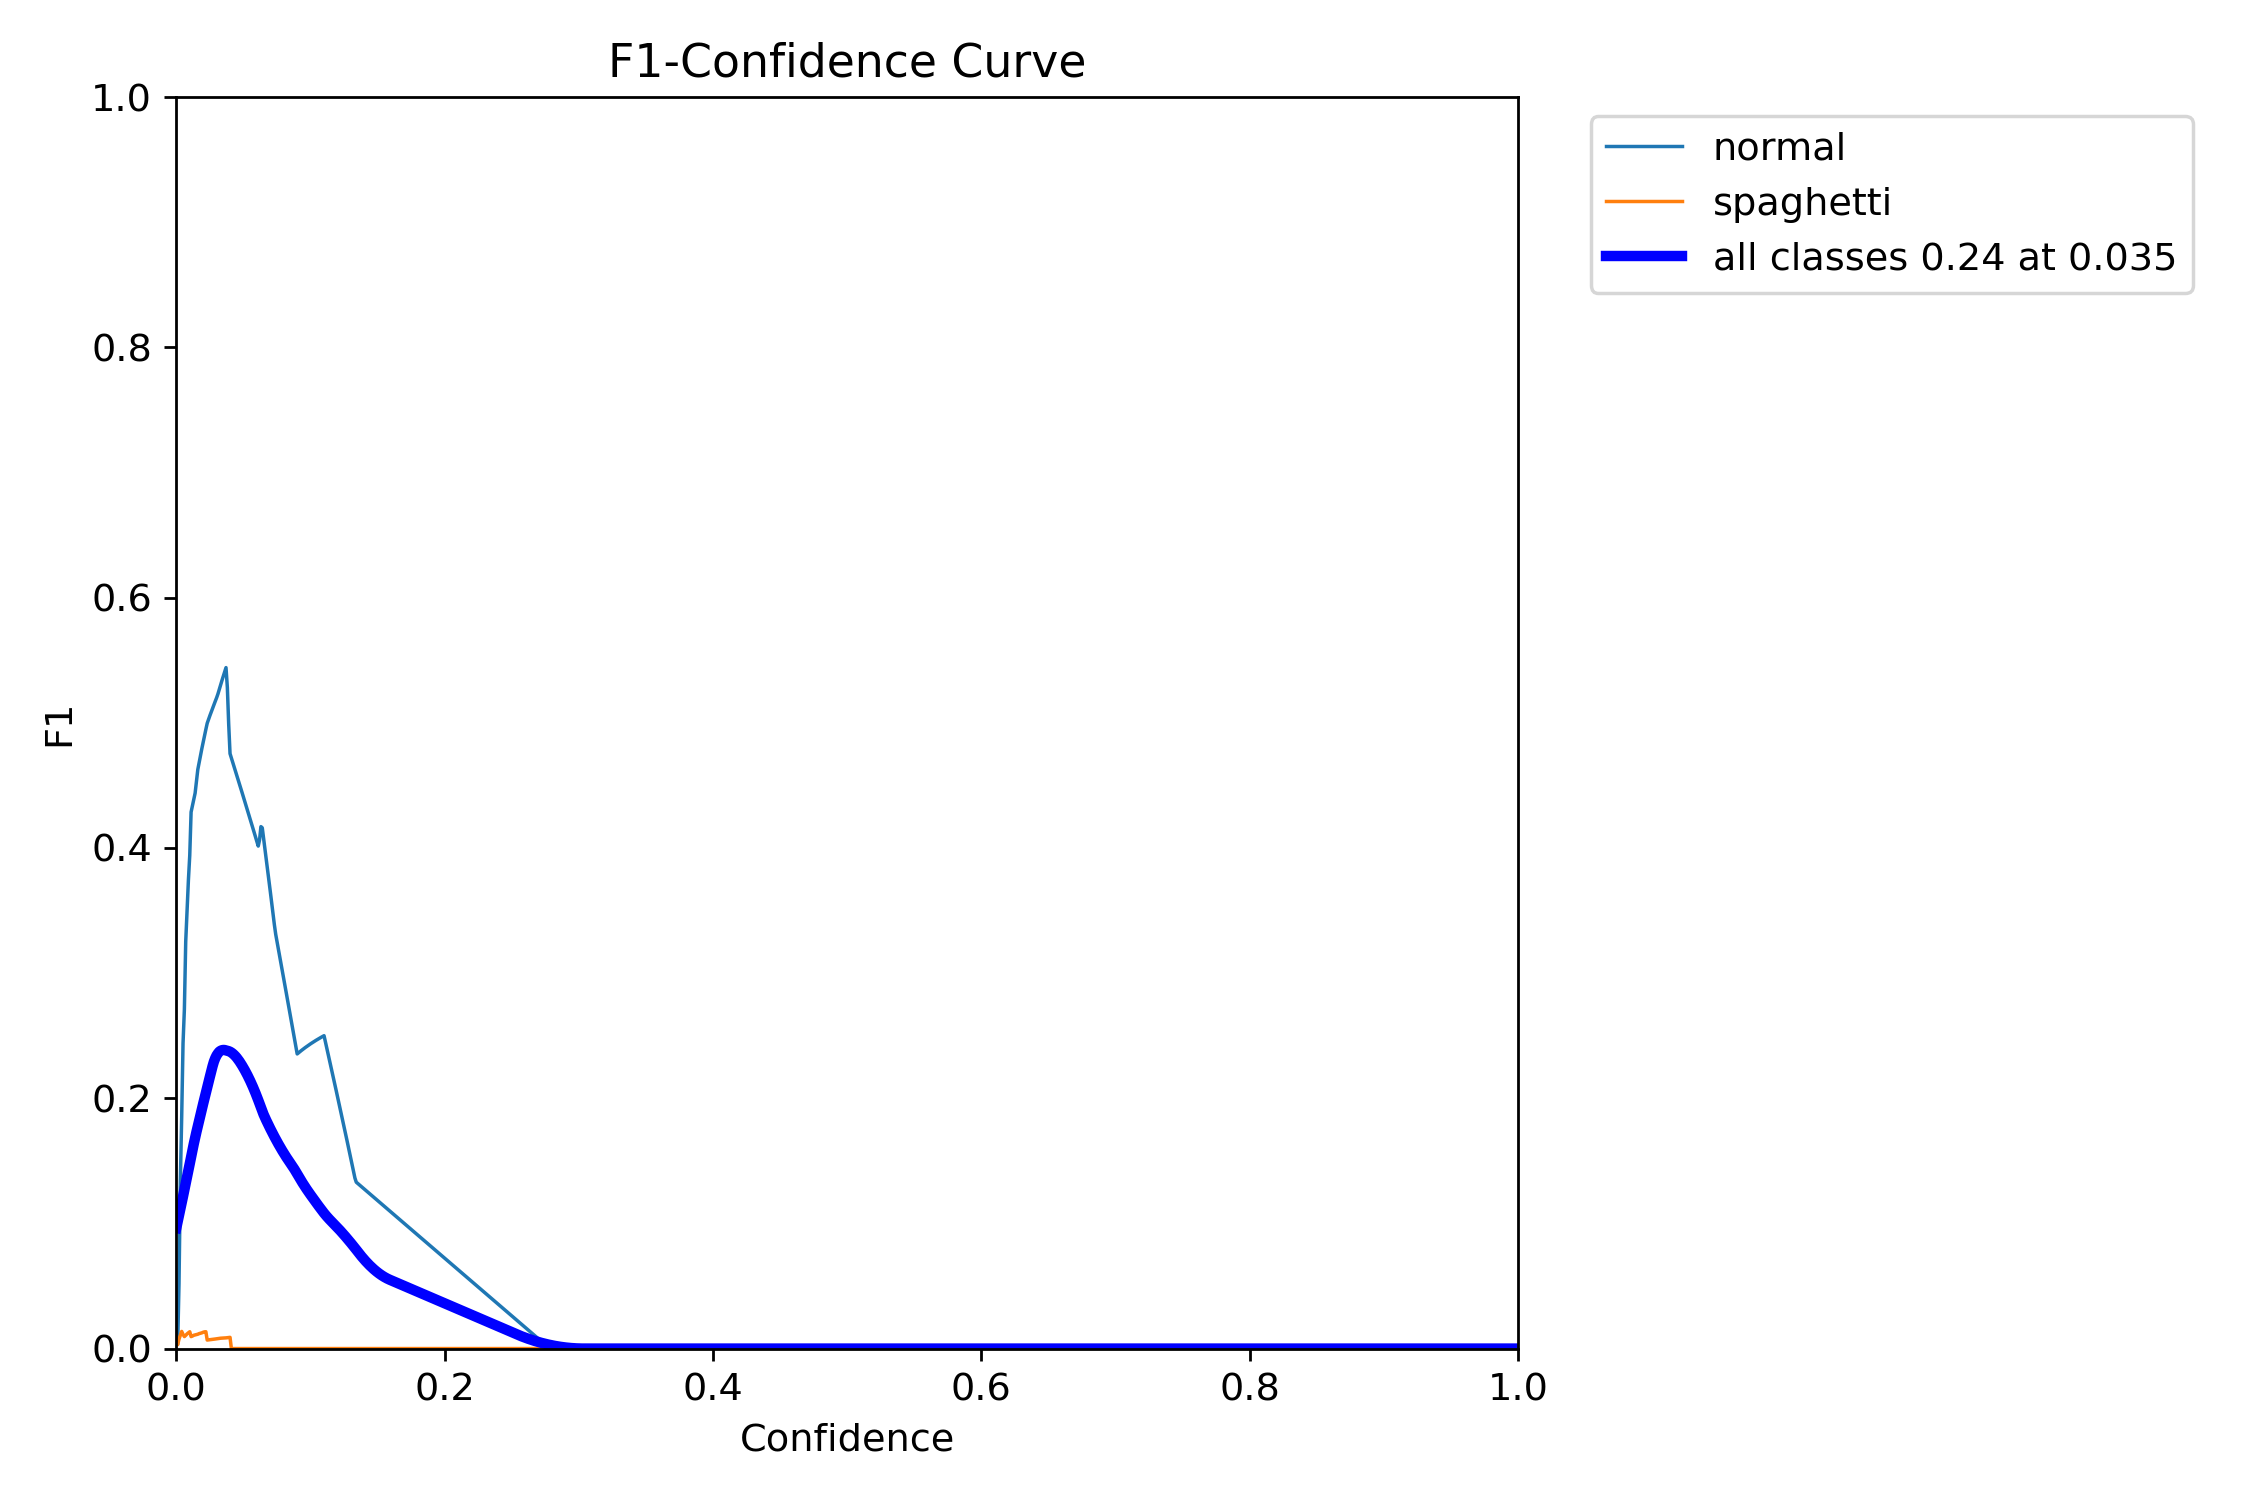 F1-Confidence Curve
normal
spaghetti
all classes 0.24 at 0.035
1.0
0.8
0.6
0.4
0.2
0.0
F1
0.0 0.2 0.4 0.6 0.8 1.0
Confidence